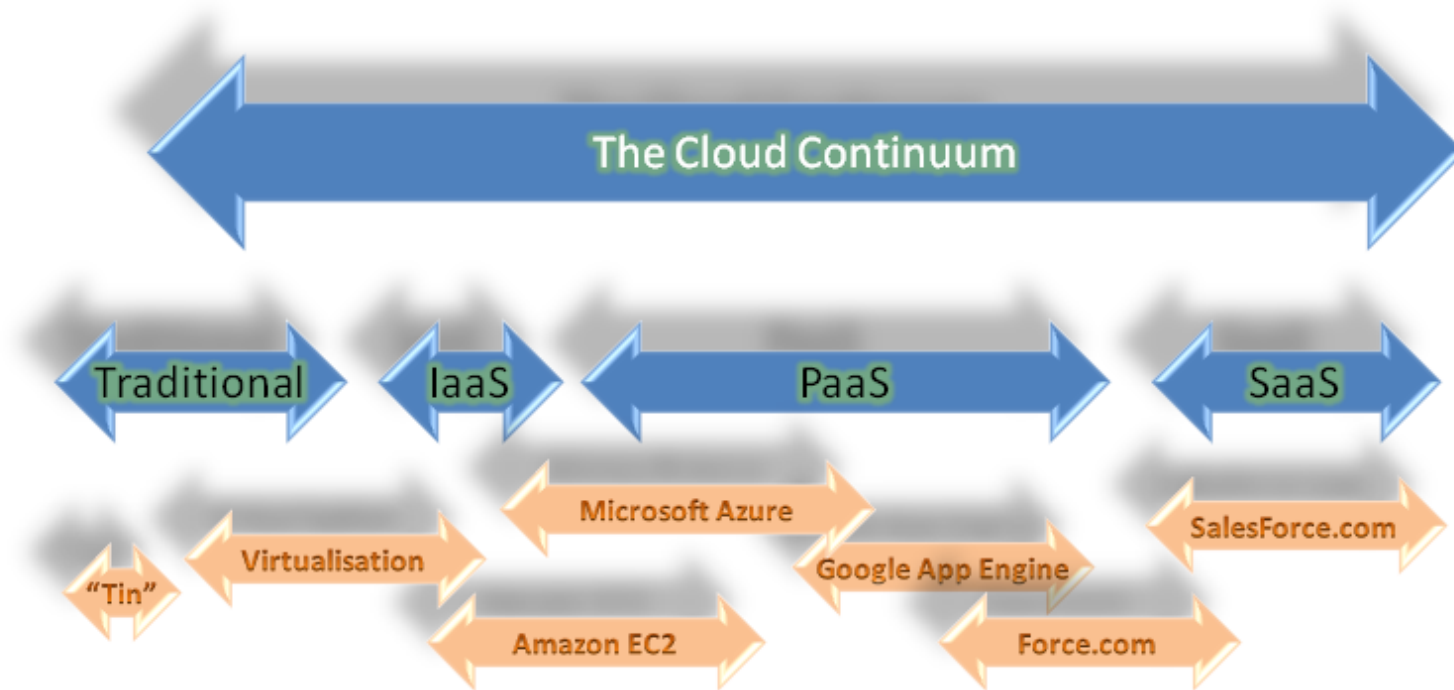 The Cloud Continuum
Traditional
IaaS
PaaS
SaaS
Microsoft Azure
SalesForce.com
Virtualisation
Google App Engine
“Tin”
Amazon EC2
Force.com